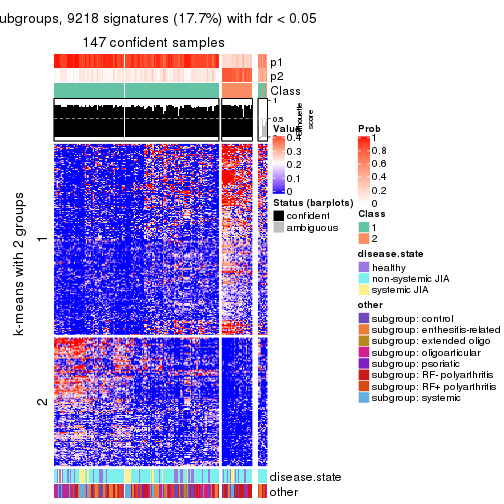 ubgroups, 9218 signatures (17.7%) with fdr < 0.05
147 confident samples
p1
p2
Class
1
0.5
0
silhouette
score
k-means with 2 groups
1
2
disease.state
other
Value
0.4
0.3
0.2
0.1
0
Status (barplots)
confident
ambiguous
Prob
1
0.8
0.6
0.4
0.2
0
Class
1
2
disease.state
healthy
non-systemic JIA
systemic JIA
other
subgroup: control
subgroup: enthesitis-related
subgroup: extended oligo
subgroup: oligoarticular
subgroup: psoriatic
subgroup: RF- polyarthritis
subgroup: RF+ polyarthritis
subgroup: systemic